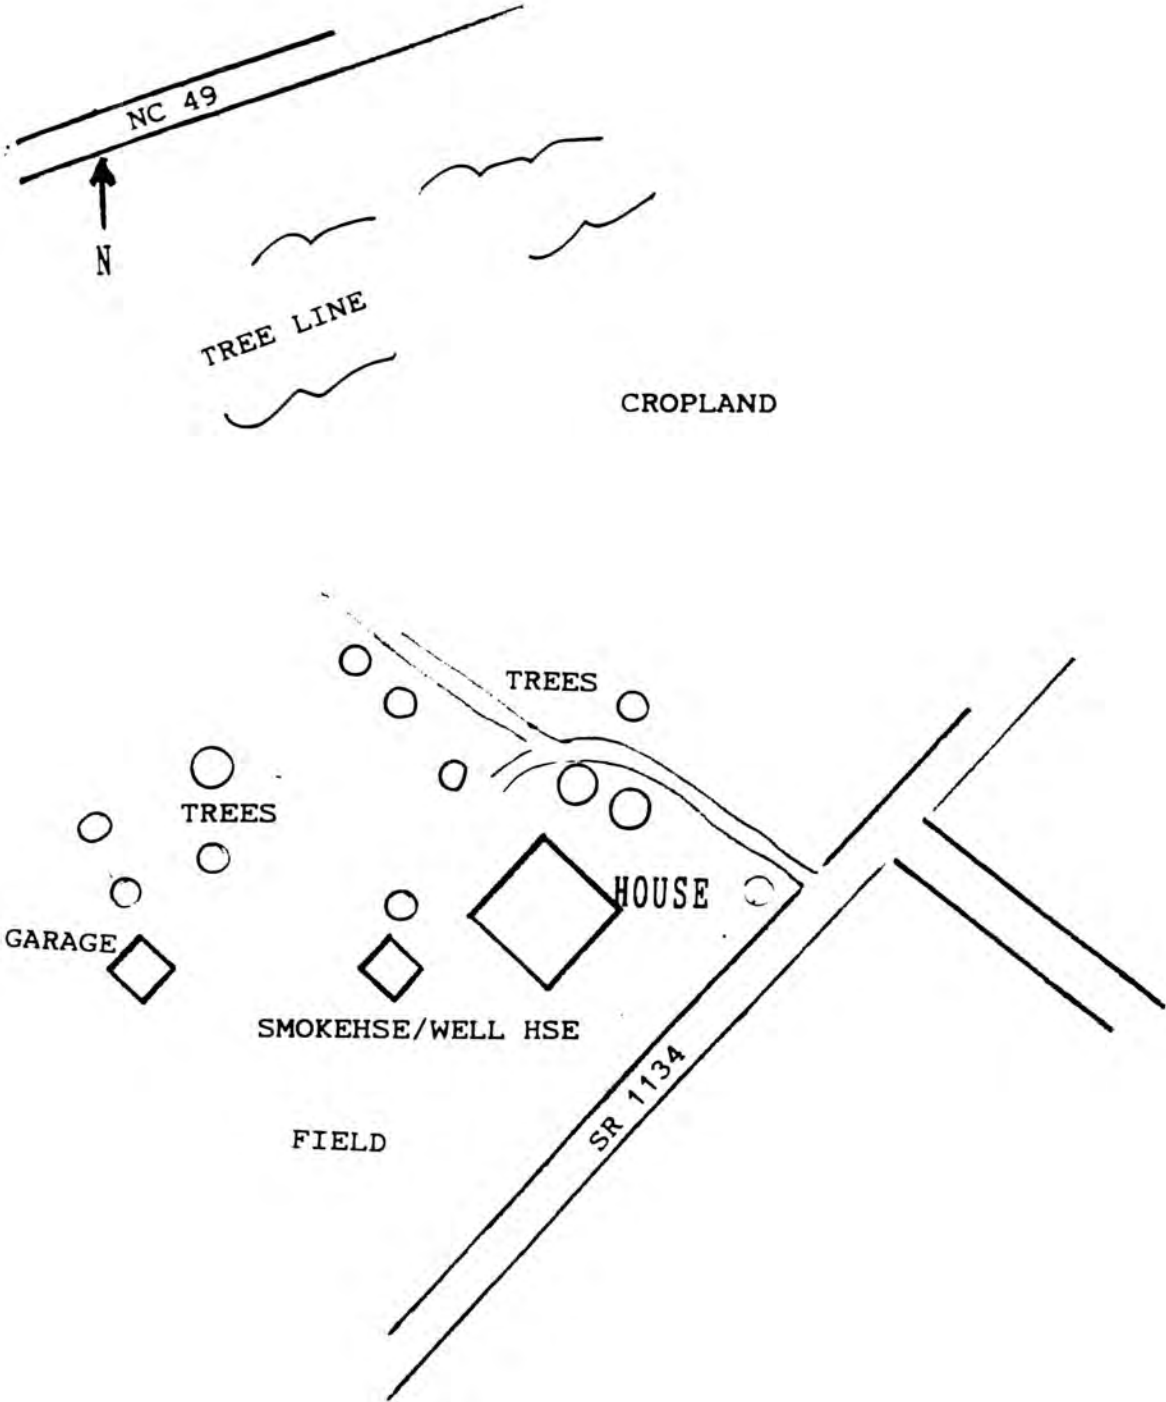 NC 49
N
TREE LINE
CROPLAND
TREES
TREES
HOUSE
GARAGE
SMOKEHSE/WELL HSE
SR 1134
FIELD